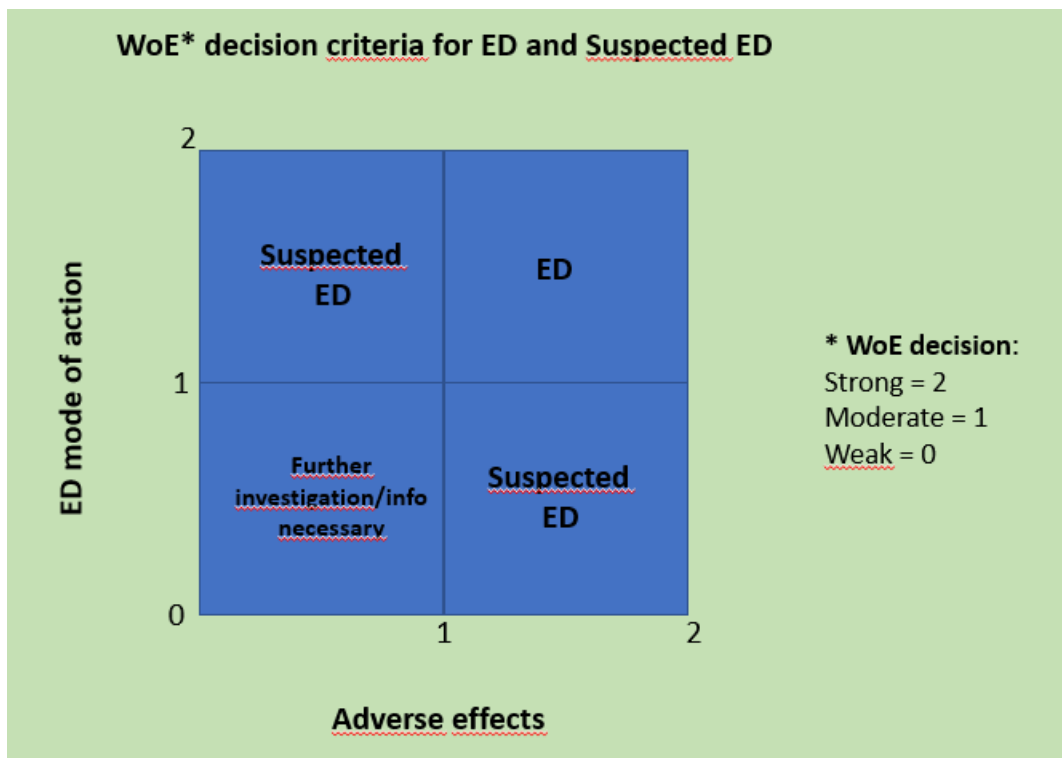 WoE* decision criteria for ED and Suspected ED
2
Suspected
ED
ED
ED mode of action
* WoE decision:
Strong = 2
1
Moderate = 1
Weak = 0
Further
investigation/info
necessary
Suspected
ED
0
1
2
Adverse effects